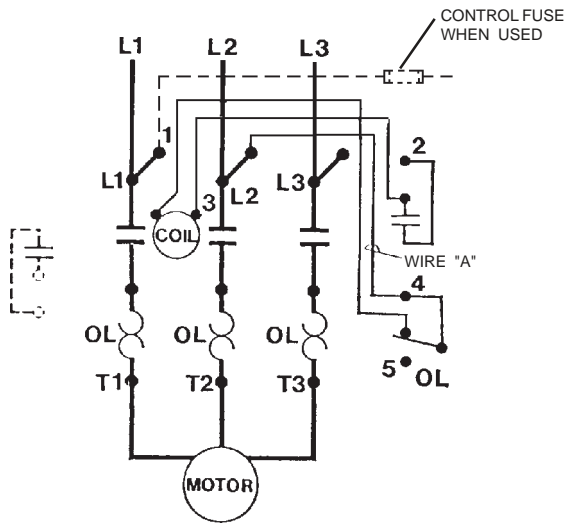 CONTROL FUSE
WHEN USED
L1 L2 L3
1
2
L1 L2 L3
3
COIL
WIRE "A"
4
OL OL OL
5 OL
T1 T2 T3
MOTOR